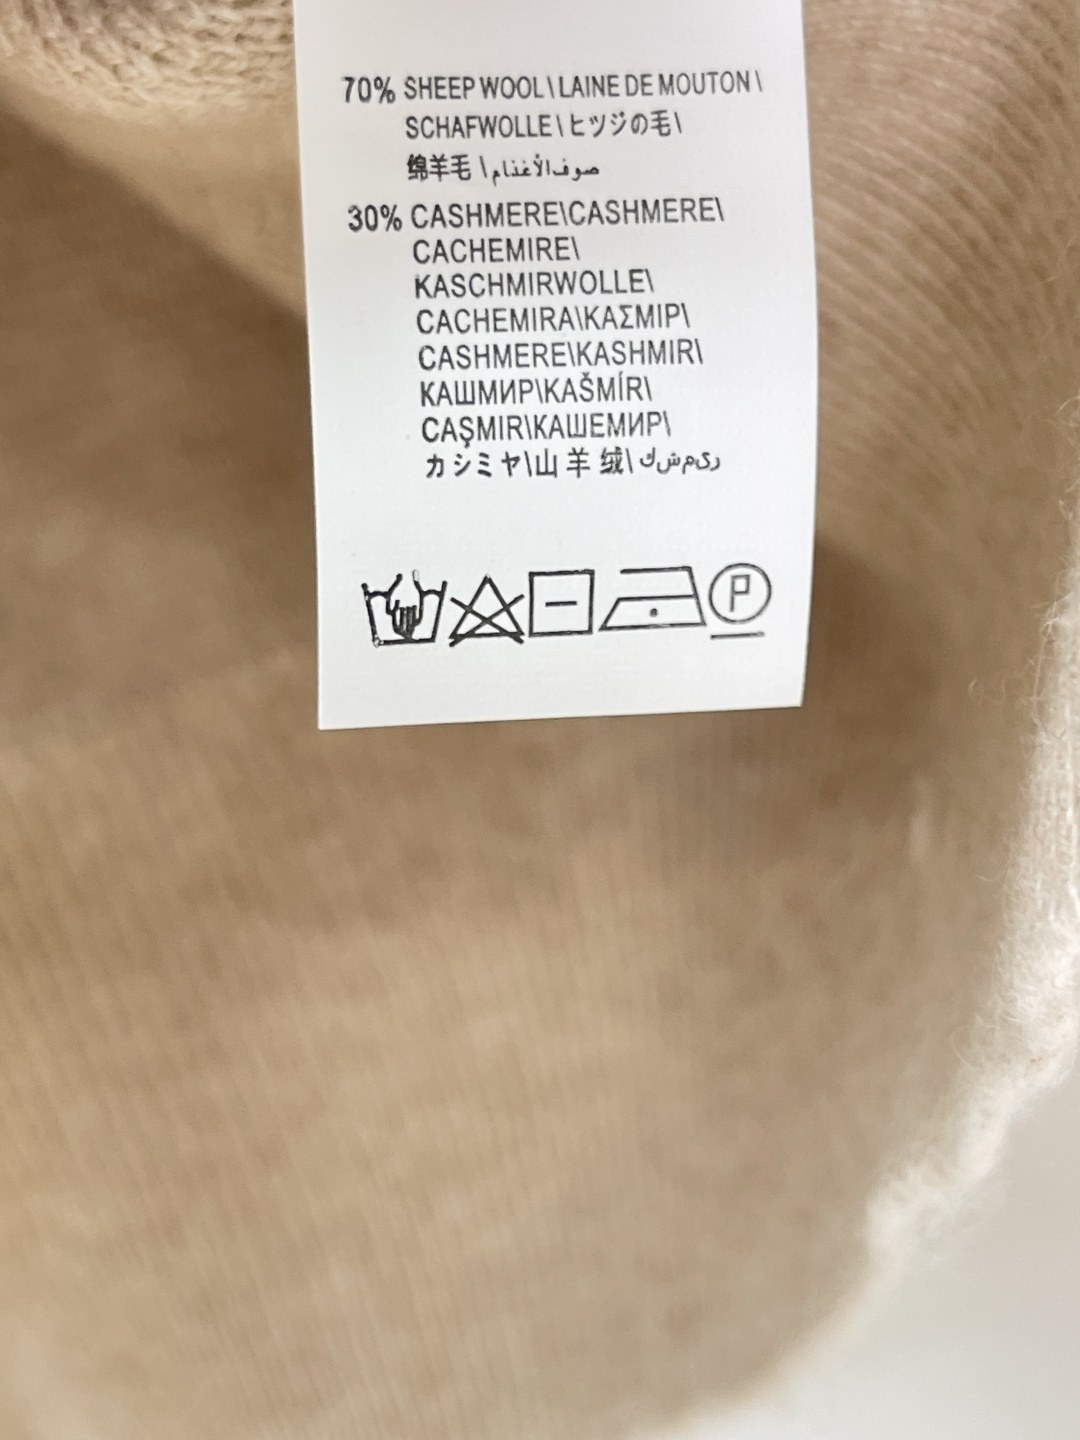 70% SHEEP WOOL\LAINE DE MOUTON\
SCHAFWOLLE\ヒツジの毛\
绵羊毛\صوف الأغنام
30% CASHMERE\CASHMERE\
CACHEMIRE\
KASCHMIRWOLLE\
CACHEMIRA\ΚΑΣΜΙΡ\
CASHMERE\KASHMIR\
КАШМИР\KAŠMÍR\
CAŞMIR\КАШЕМИР\
カシミヤ\山羊绒\كشمیر
P